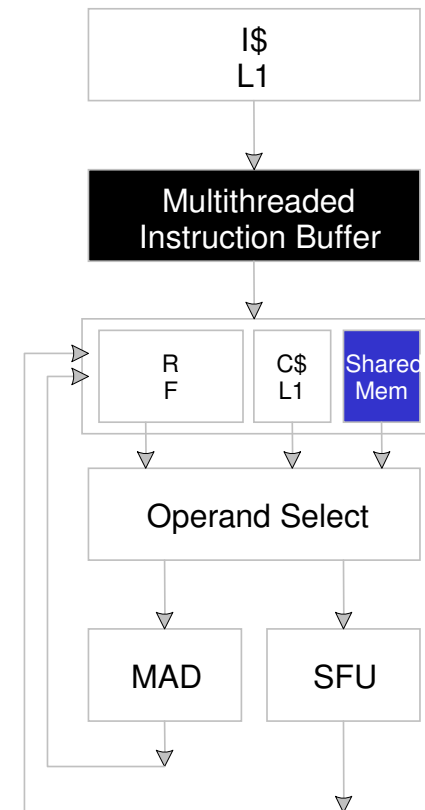 I$
L1
Multithreaded
Instruction Buffer
R
F
C$
L1
Shared
Mem
Operand Select
MAD
SFU